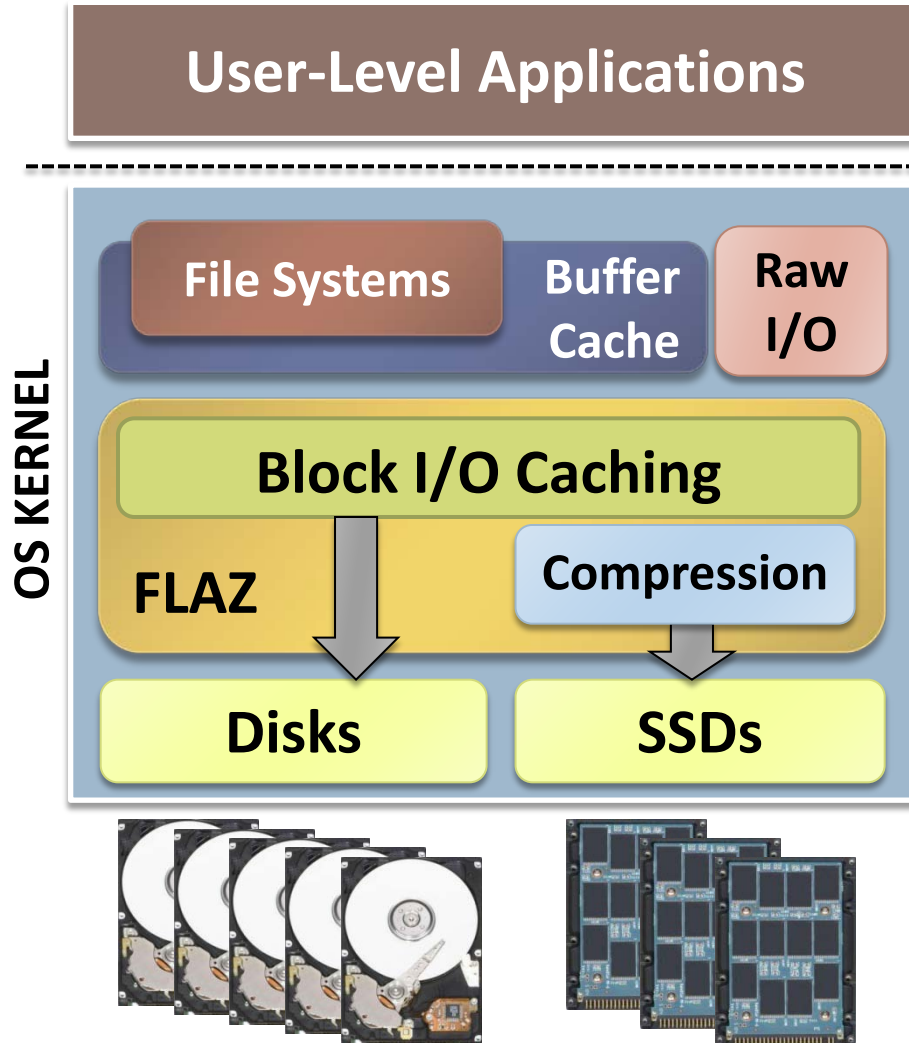 User-Level Applications
OS KERNEL
File Systems
Buffer
Cache
Raw
I/O
Block I/O Caching
FLAZ
Compression
Disks
SSDs